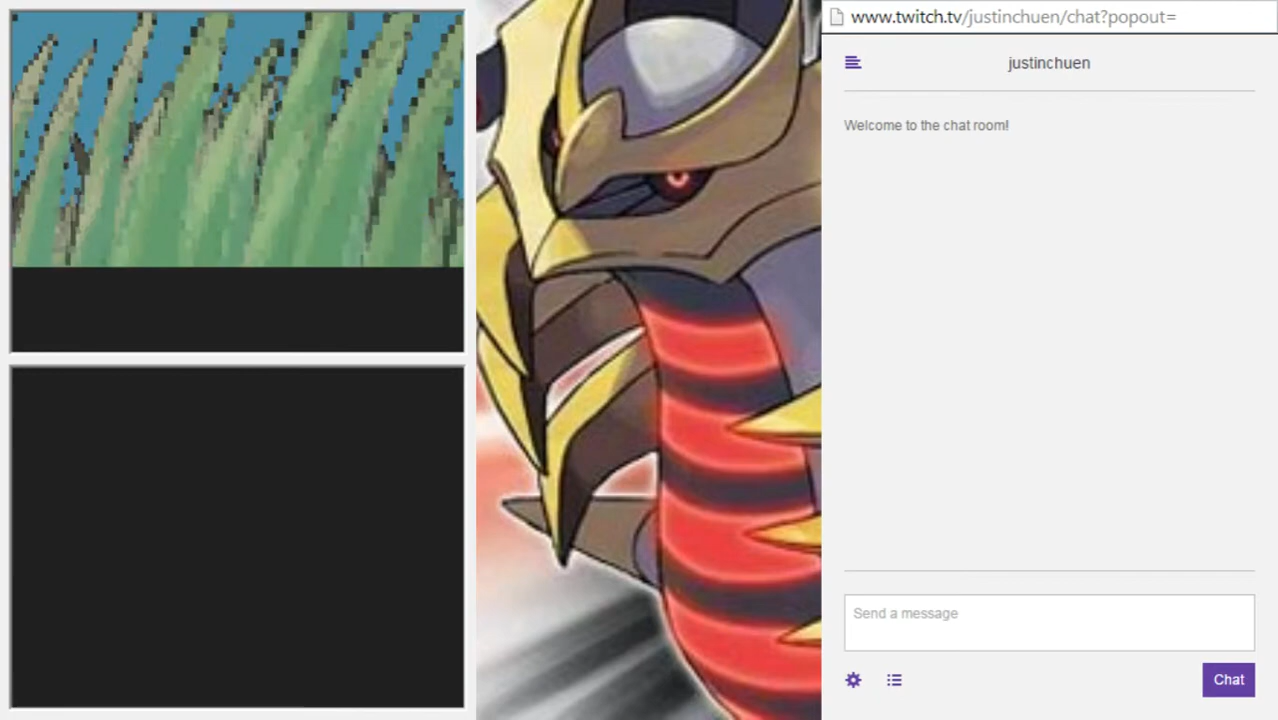 www.twitch.tv/justinchuen/chat?popout=
justinchuen
Welcome to the chat room!
Send a message
Chat